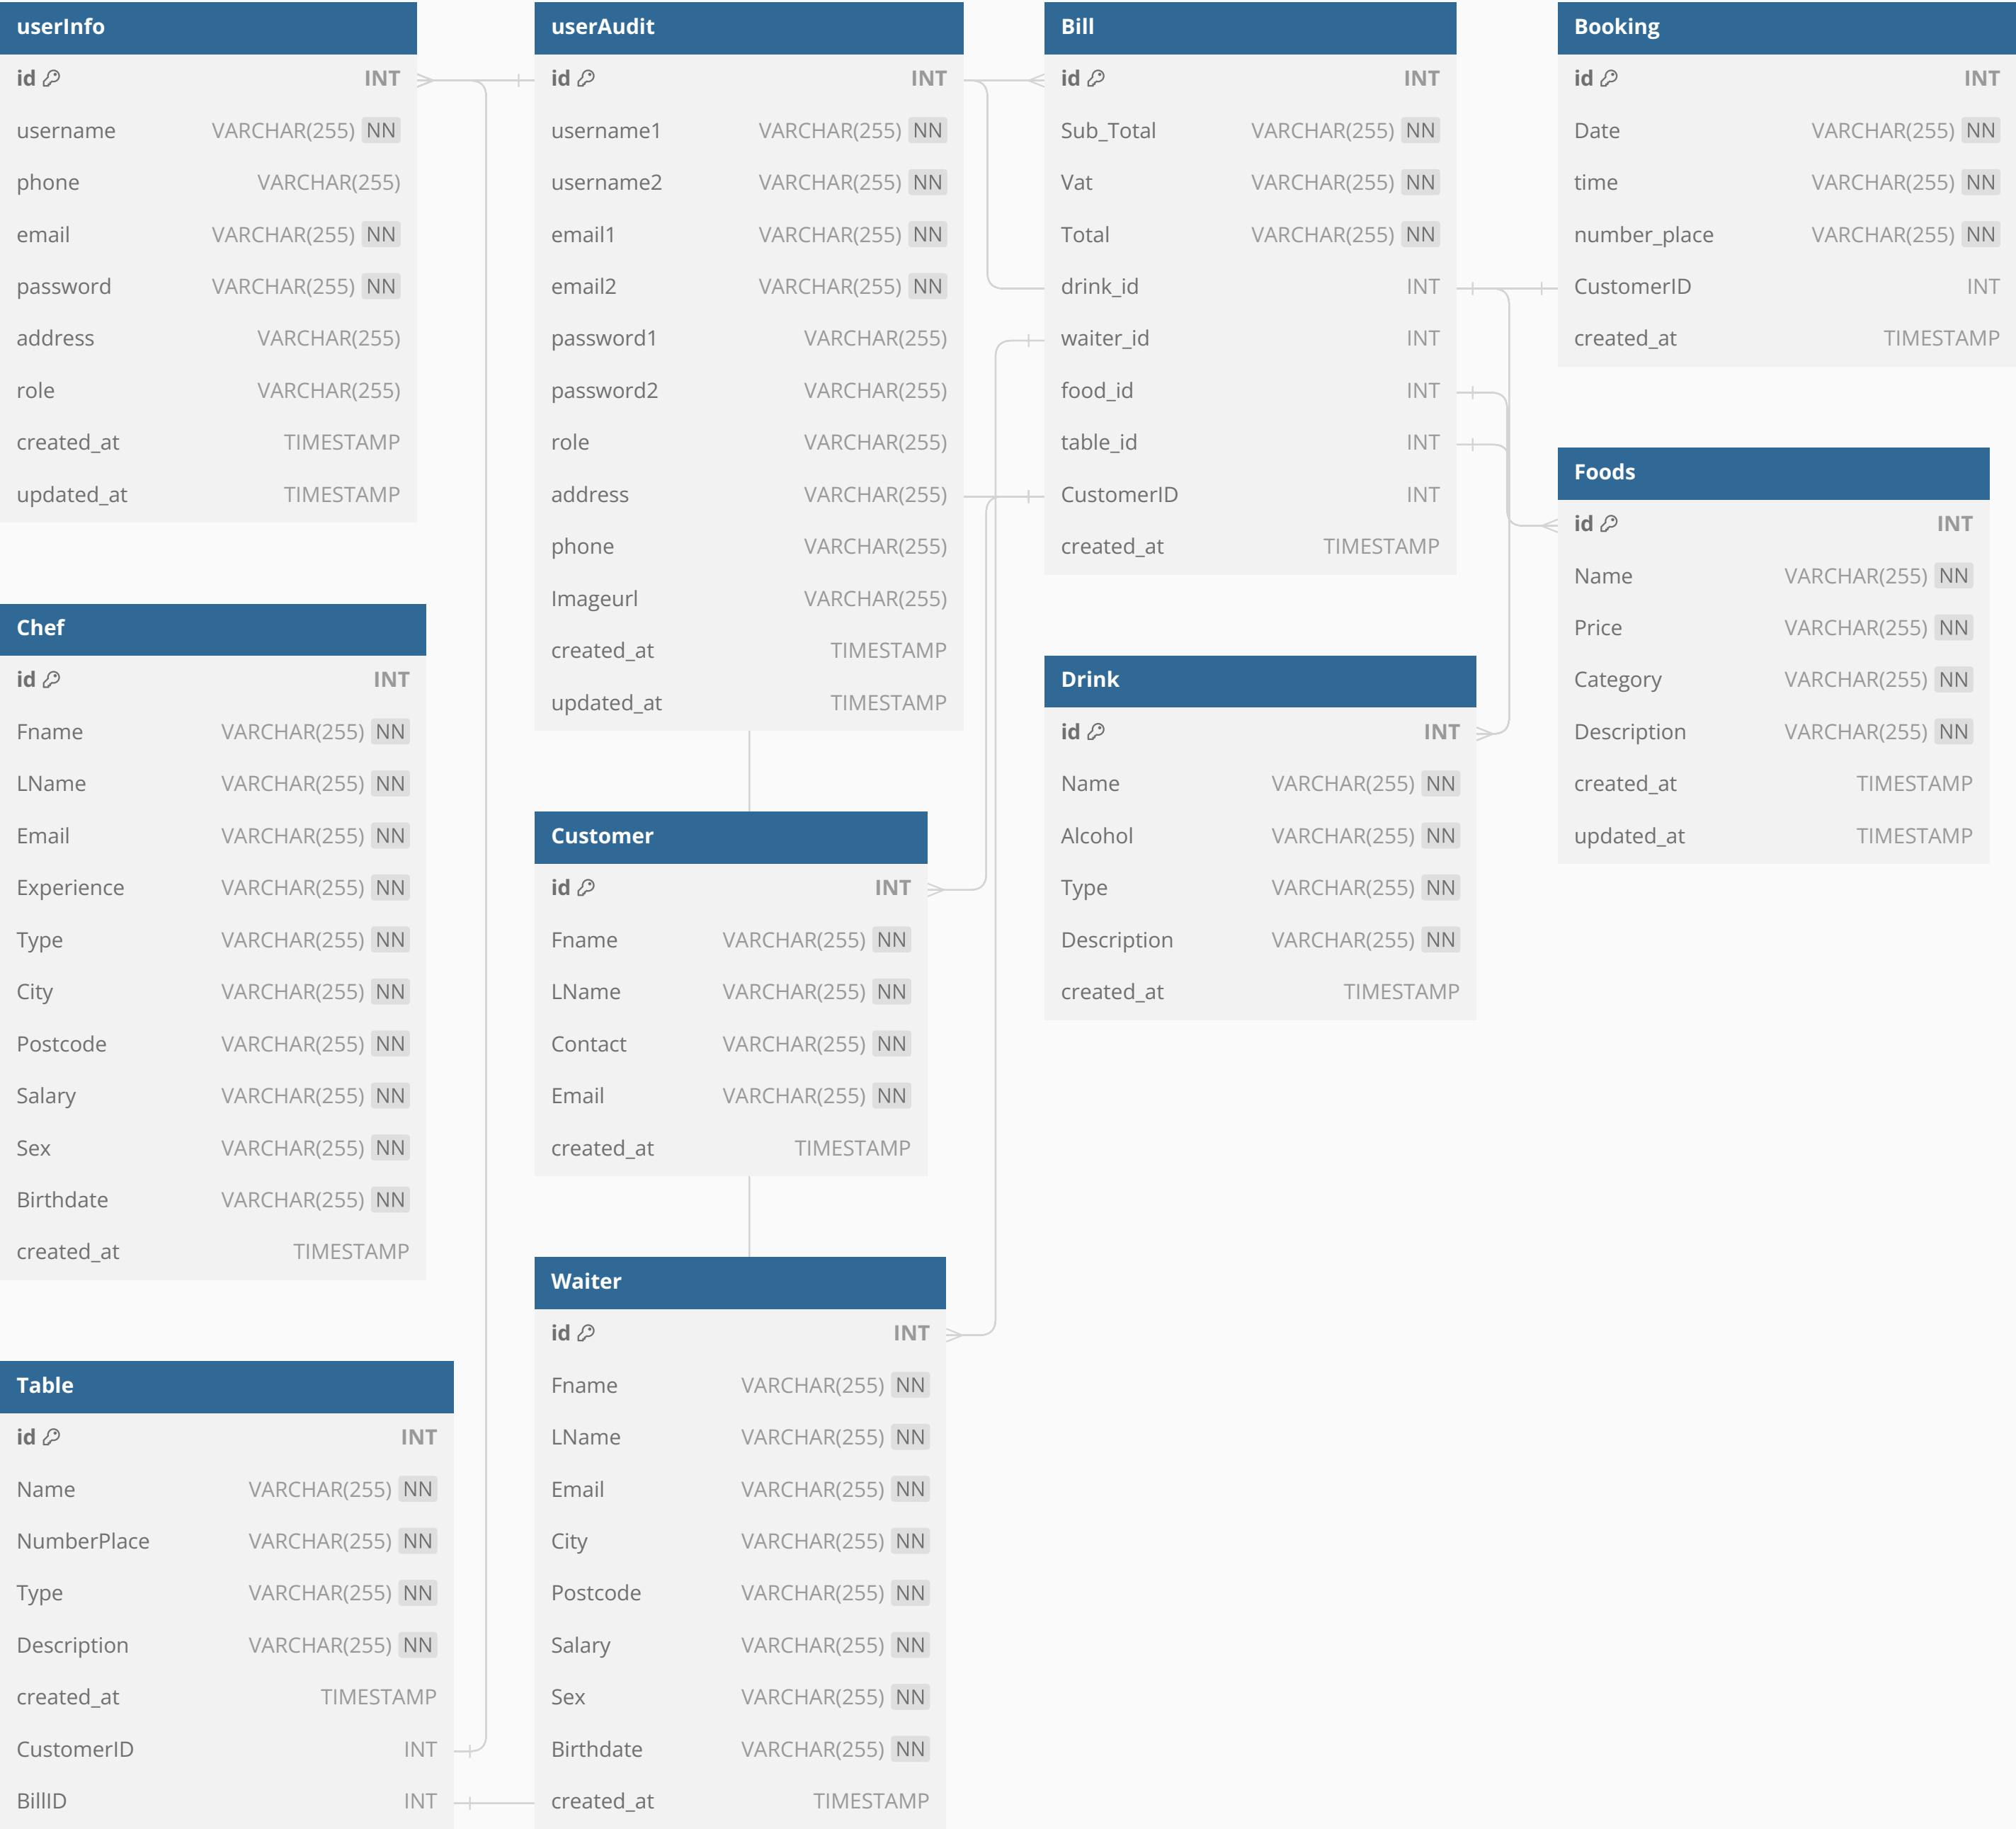 userInfo
id INT
username VARCHAR(255) NN
phone VARCHAR(255)
email VARCHAR(255) NN
password VARCHAR(255) NN
address VARCHAR(255)
role VARCHAR(255)
created_at TIMESTAMP
updated_at TIMESTAMP
Chef
id INT
Fname VARCHAR(255) NN
LName VARCHAR(255) NN
Email VARCHAR(255) NN
Experience VARCHAR(255) NN
Type VARCHAR(255) NN
City VARCHAR(255) NN
Postcode VARCHAR(255) NN
Salary VARCHAR(255) NN
Sex VARCHAR(255) NN
Birthdate VARCHAR(255) NN
created_at TIMESTAMP
Table
id INT
Name VARCHAR(255) NN
NumberPlace VARCHAR(255) NN
Type VARCHAR(255) NN
Description VARCHAR(255) NN
created_at TIMESTAMP
CustomerID INT
BillID INT
userAudit
id INT
username1 VARCHAR(255) NN
username2 VARCHAR(255) NN
email1 VARCHAR(255) NN
email2 VARCHAR(255) NN
password1 VARCHAR(255)
password2 VARCHAR(255)
role VARCHAR(255)
address VARCHAR(255)
phone VARCHAR(255)
Imageurl VARCHAR(255)
created_at TIMESTAMP
updated_at TIMESTAMP
Customer
id INT
Fname VARCHAR(255) NN
LName VARCHAR(255) NN
Contact VARCHAR(255) NN
Email VARCHAR(255) NN
created_at TIMESTAMP
Waiter
id INT
Fname VARCHAR(255) NN
LName VARCHAR(255) NN
Email VARCHAR(255) NN
City VARCHAR(255) NN
Postcode VARCHAR(255) NN
Salary VARCHAR(255) NN
Sex VARCHAR(255) NN
Birthdate VARCHAR(255) NN
created_at TIMESTAMP
Bill
id INT
Sub_Total VARCHAR(255) NN
Vat VARCHAR(255) NN
Total VARCHAR(255) NN
drink_id INT
waiter_id INT
food_id INT
table_id INT
CustomerID INT
created_at TIMESTAMP
Drink
id INT
Name VARCHAR(255) NN
Alcohol VARCHAR(255) NN
Type VARCHAR(255) NN
Description VARCHAR(255) NN
created_at TIMESTAMP
Booking
id INT
Date VARCHAR(255) NN
time VARCHAR(255) NN
number_place VARCHAR(255) NN
CustomerID INT
created_at TIMESTAMP
Foods
id INT
Name VARCHAR(255) NN
Price VARCHAR(255) NN
Category VARCHAR(255) NN
Description VARCHAR(255) NN
created_at TIMESTAMP
updated_at TIMESTAMP